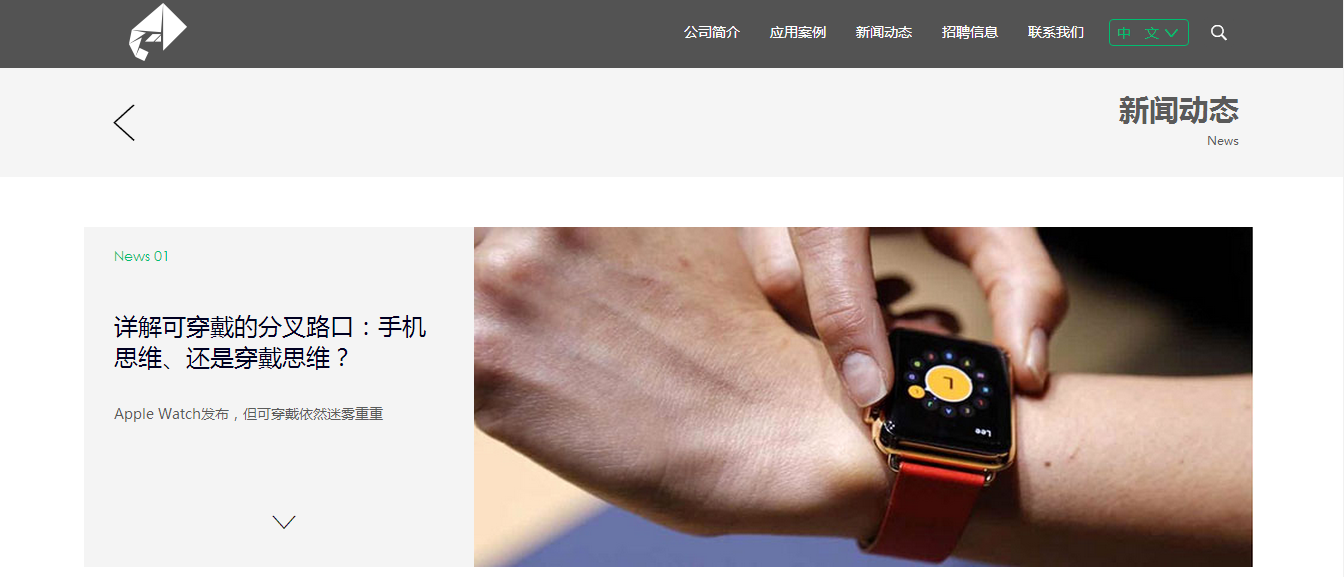 公司简介 应用案例 新闻动态 招聘信息 联系我们 中 文
新闻动态
News
News 01
详解可穿戴的分叉路口：手机
思维、还是穿戴思维？
Apple Watch发布，但可穿戴依然迷雾重重
L
Lee